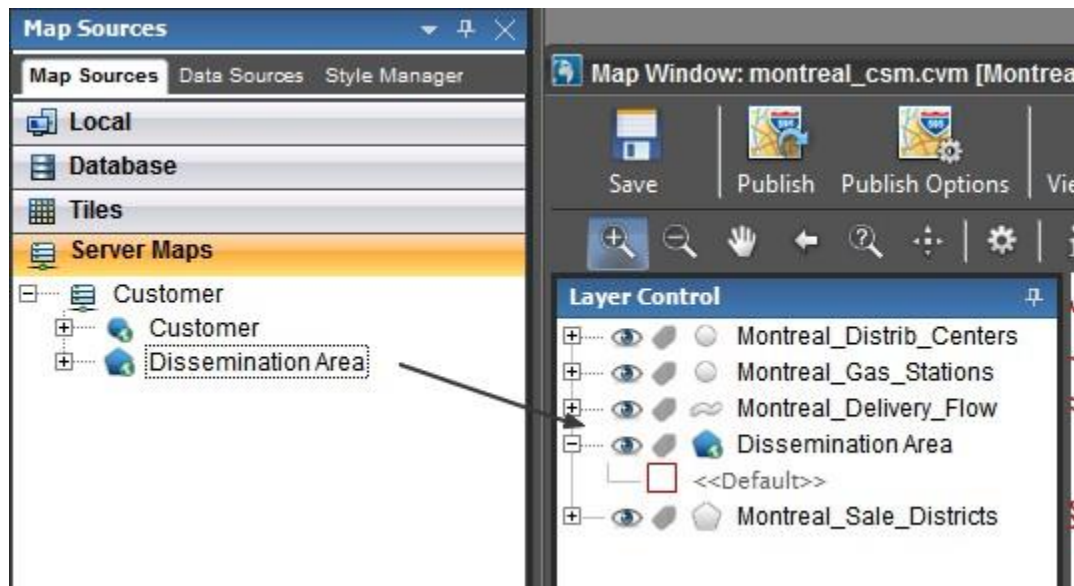 Map Sources
Map Sources Data Sources Style Manager
Local
Database
Tiles
Server Maps
Customer
Customer
Dissemination Area
Map Window: montreal_csm.cvm [Montrea
Save Publish Publish Options Vie
Layer Control
Montreal_Distrib_Centers
Montreal_Gas_Stations
Montreal_Delivery_Flow
Dissemination Area
<<Default>>
Montreal_Sale_Districts